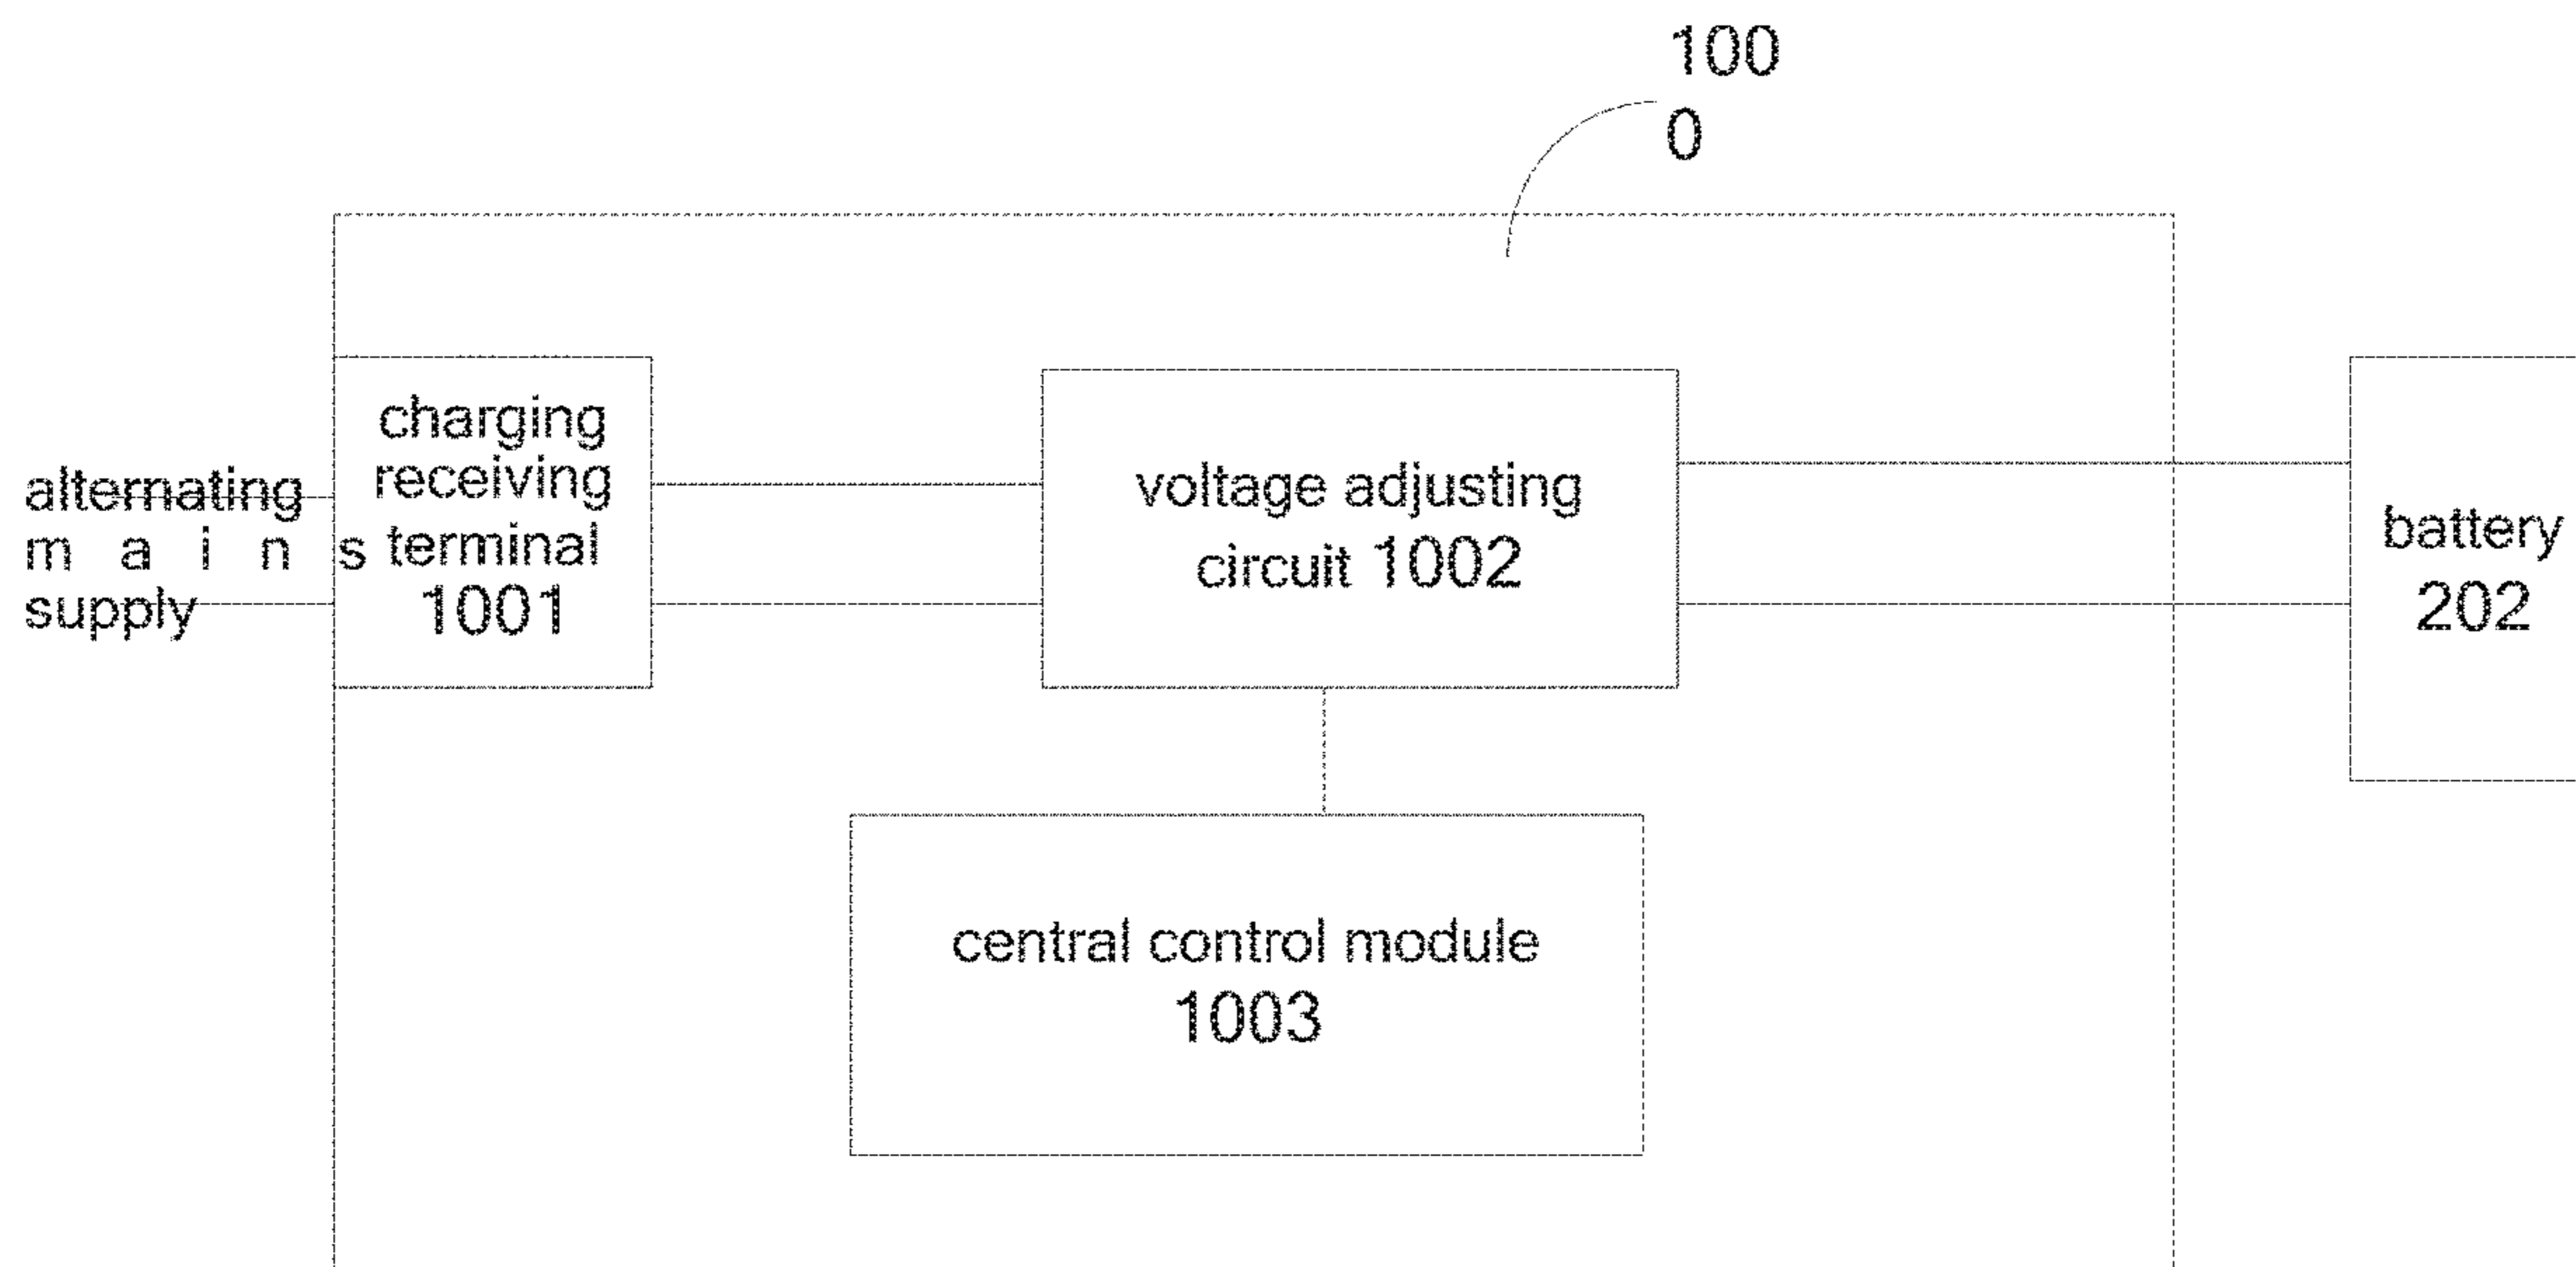 100
0
alternating
m a i n s
supply
charging
receiving
terminal
1001
voltage adjusting
circuit 1002
battery
202
central control module
1003